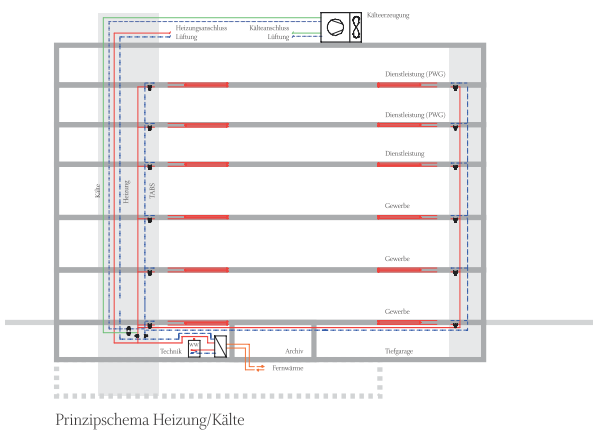 Kälteerzeugung
Heizungsanschluss
Lüftung
Kälteanschluss
Lüftung
Dienstleistung (PWG)
Dienstleistung (PWG)
Dienstleistung
Kälte
Heizung
TABS
Gewerbe
Gewerbe
Gewerbe
Technik
WW
Archiv
Tiefgarage
Fernwärme
Prinzipschema Heizung/Kälte